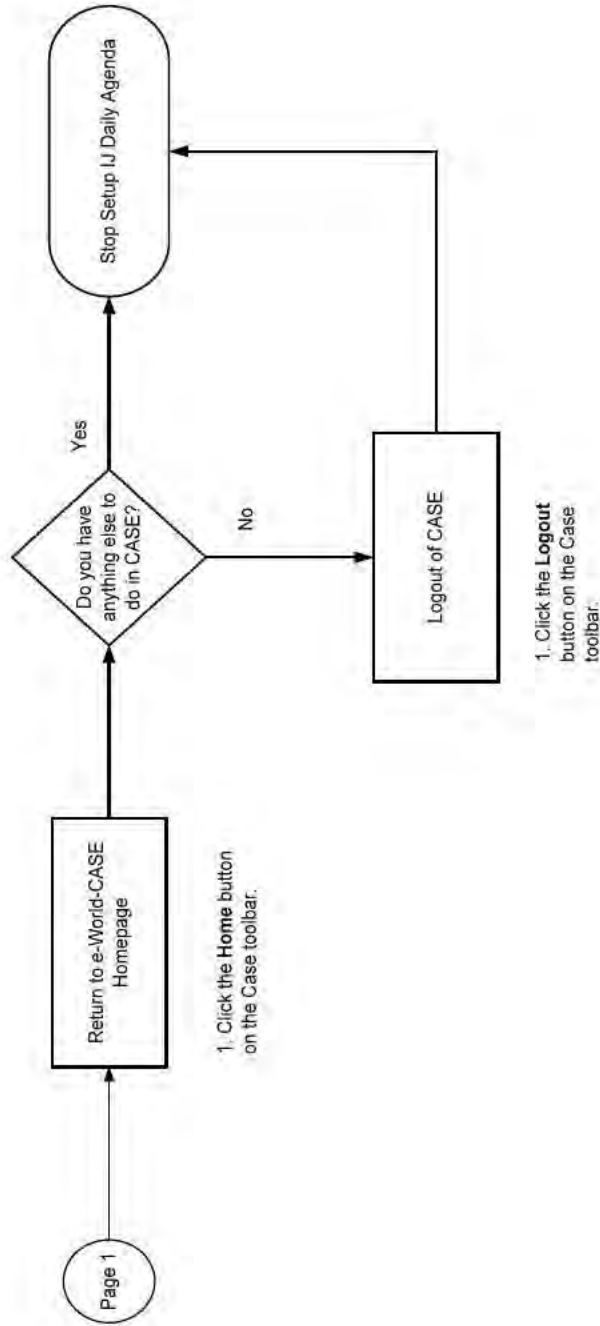 Page 1
Return to e-World-CASE
Homepage
1. Click the Home button
on the Case toolbar.
Do you have
anything else to
do in CASE?
Yes
No
Stop Setup IJ Daily Agenda
Logout of CASE
1. Click the Logout
button on the Case
toolbar.